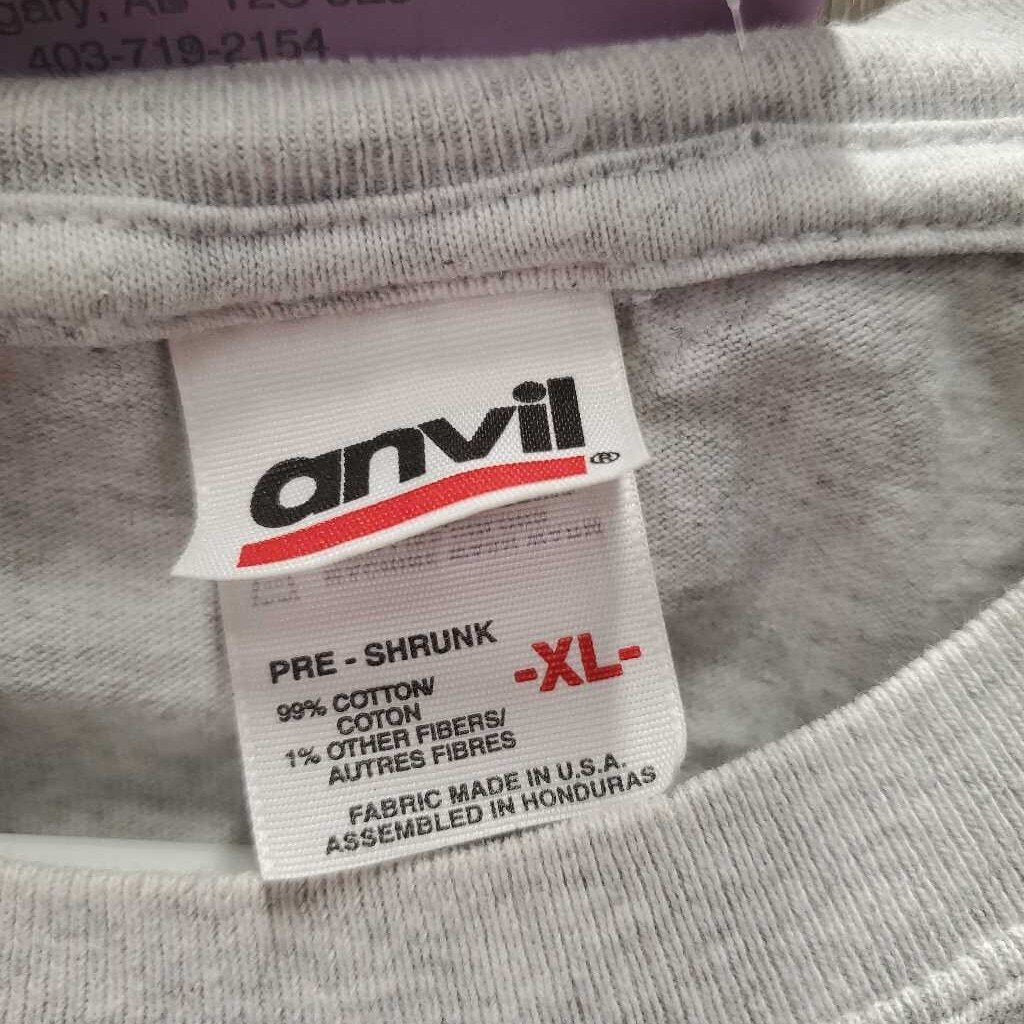 403-719-2154
anvil®
PRE - SHRUNK
-XL-
99% COTTON/
COTON
1% OTHER FIBERS/
AUTRES FIBRES
FABRIC MADE IN U.S.A.
ASSEMBLED IN HONDURAS